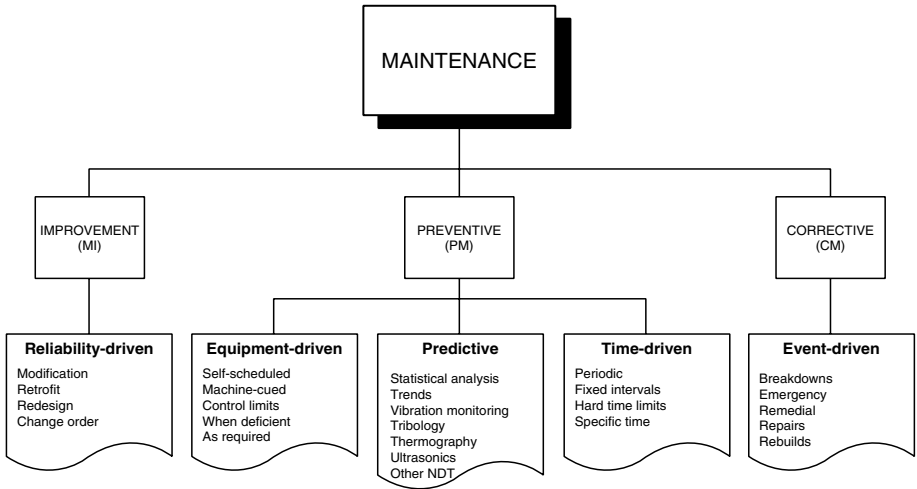 MAINTENANCE
IMPROVEMENT
(MI)
PREVENTIVE
(PM)
CORRECTIVE
(CM)
Reliability-driven
Modification
Retrofit
Redesign
Change order
Equipment-driven
Self-scheduled
Machine-cued
Control limits
When deficient
As required
Predictive
Statistical analysis
Trends
Vibration monitoring
Tribology
Thermography
Ultrasonics
Other NDT
Time-driven
Periodic
Fixed intervals
Hard time limits
Specific time
Event-driven
Breakdowns
Emergency
Remedial
Repairs
Rebuilds